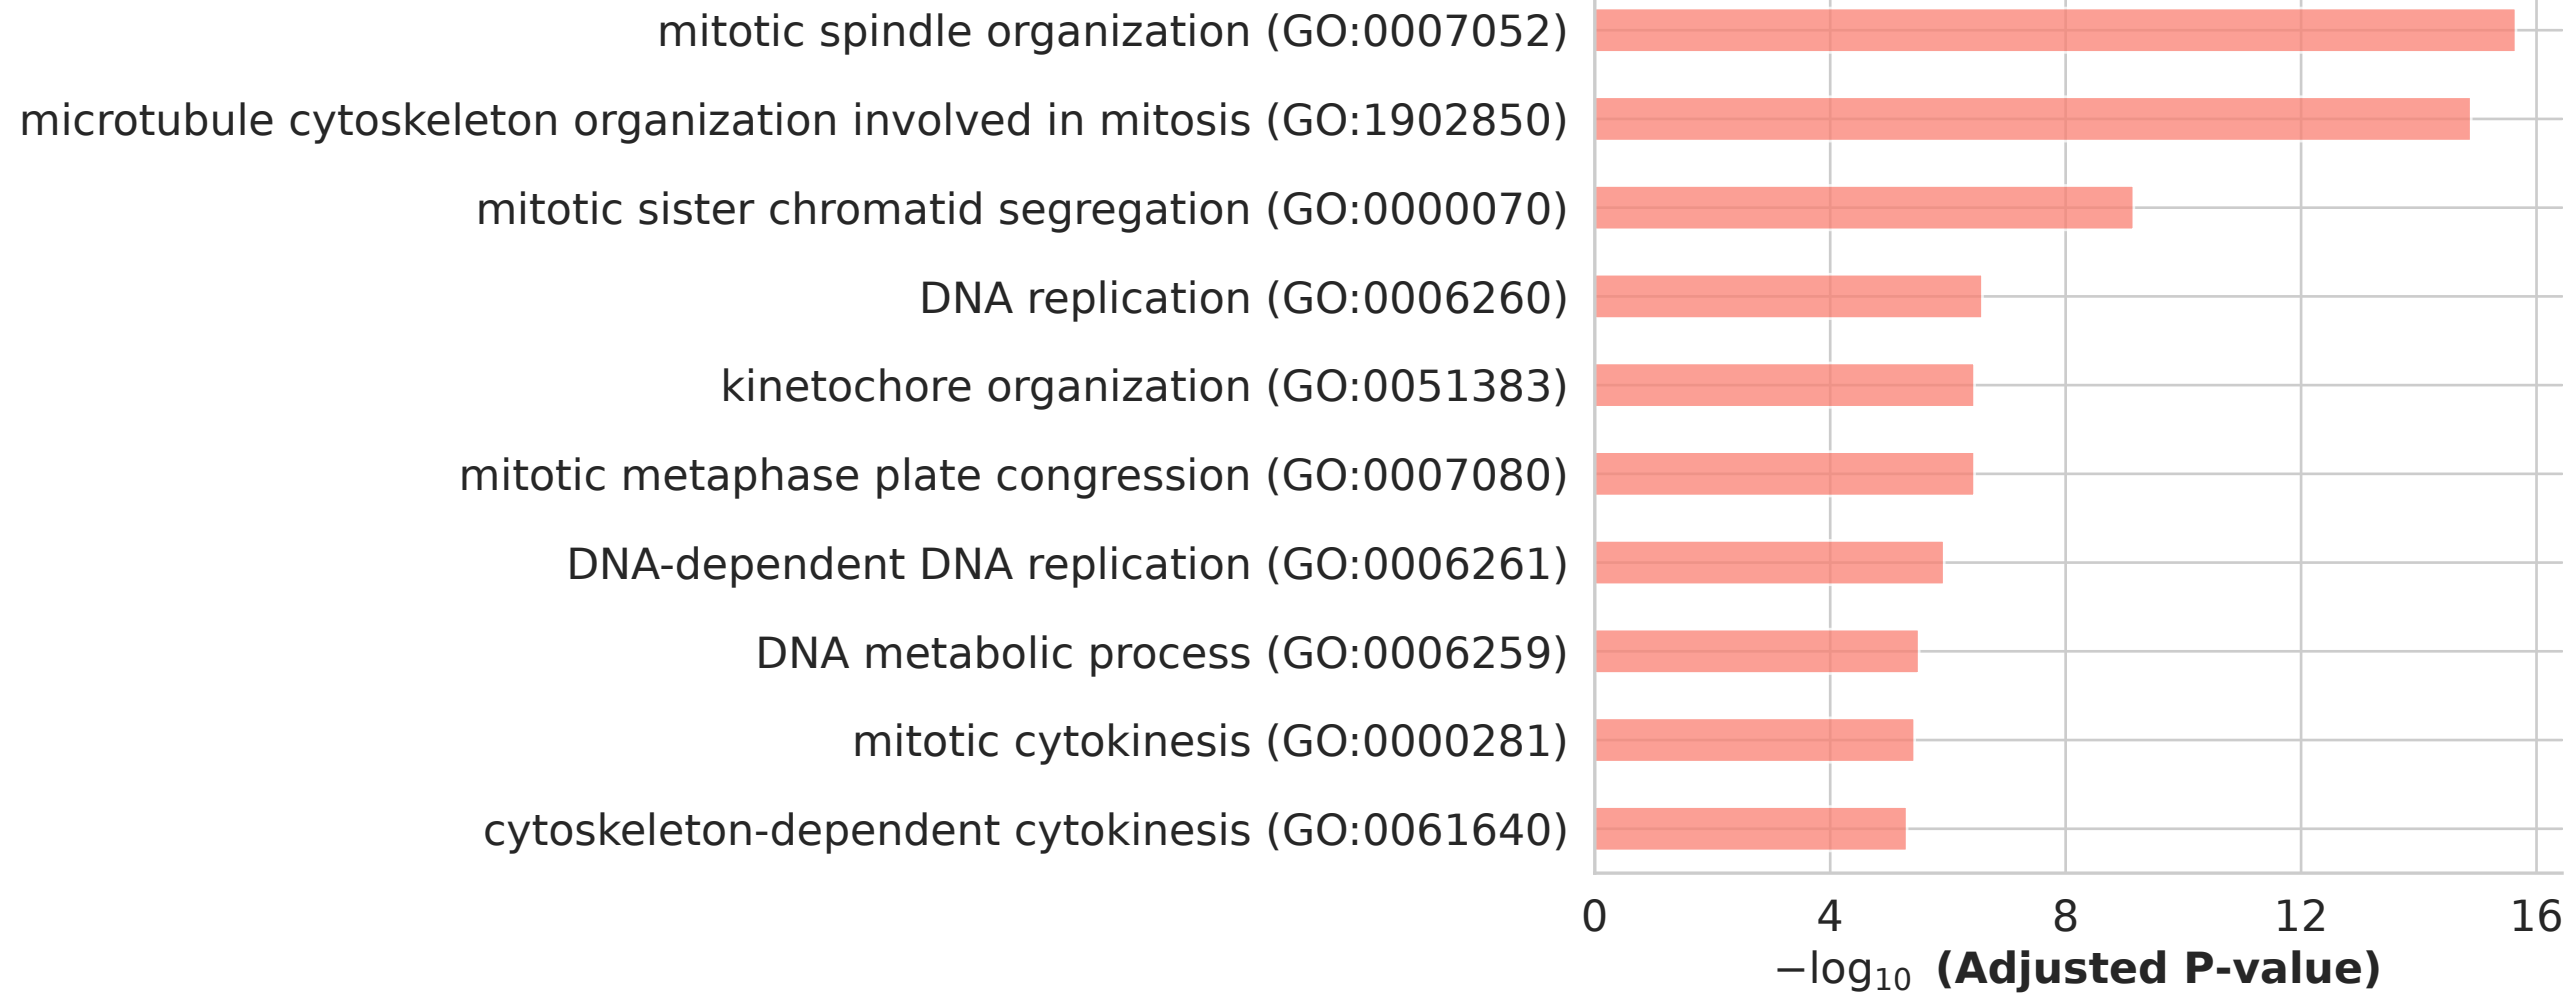 mitotic spindle organization (GO:0007052)
microtubule cytoskeleton organization involved in mitosis (GO:1902850)
mitotic sister chromatid segregation (GO:0000070)
DNA replication (GO:0006260)
kinetochore organization (GO:0051383)
mitotic metaphase plate congression (GO:0007080)
DNA-dependent DNA replication (GO:0006261)
DNA metabolic process (GO:0006259)
mitotic cytokinesis (GO:0000281)
cytoskeleton-dependent cytokinesis (GO:0061640)
0 4 8 12 16
−log₁₀ (Adjusted P-value)